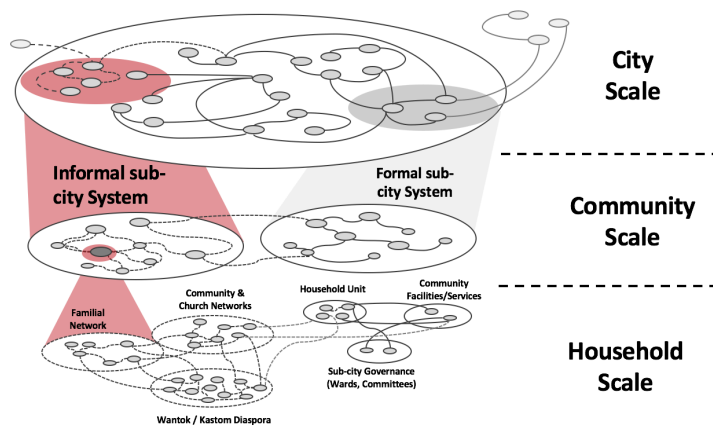 City
Scale
Informal sub-
city System
Formal sub-
city System
Community
Scale
Household Unit
Community
Facilities/Services
Community &
Church Networks
Familial
Network
Household
Scale
Sub-city Governance
(Wards, Committees)
Wantok / Kastom Diaspora